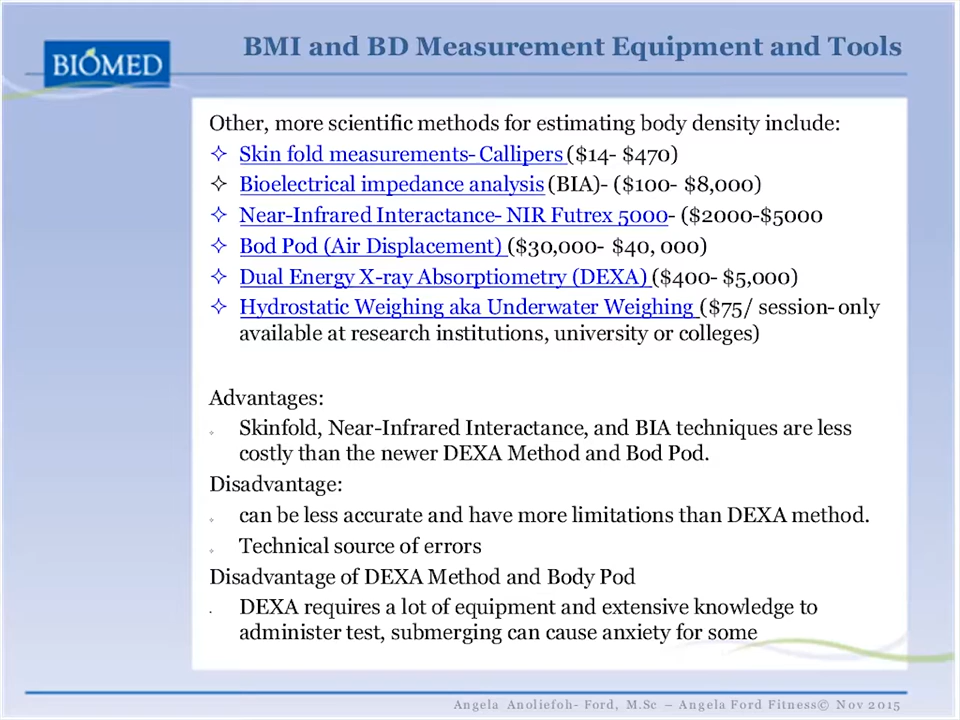 BMI and BD Measurement Equipment and Tools
BIOMED
Other, more scientific methods for estimating body density include:
Skin fold measurements- Callipers ($14- $470)
Bioelectrical impedance analysis (BIA)- ($100- $8,000)
Near-Infrared Interactance- NIR Futrex 5000- ($2000-$5000
Bod Pod (Air Displacement) ($30,000- $40, 000)
Dual Energy X-ray Absorptiometry (DEXA) ($400- $5,000)
Hydrostatic Weighing aka Underwater Weighing ($75/ session- only
available at research institutions, university or colleges)
Advantages:
Skinfold, Near-Infrared Interactance, and BIA techniques are less
costly than the newer DEXA Method and Bod Pod.
Disadvantage:
can be less accurate and have more limitations than DEXA method.
Technical source of errors
Disadvantage of DEXA Method and Body Pod
DEXA requires a lot of equipment and extensive knowledge to
administer test, submerging can cause anxiety for some
Angela Anoliefoh- Ford, M.Sc – Angela Ford Fitness© Nov 2015